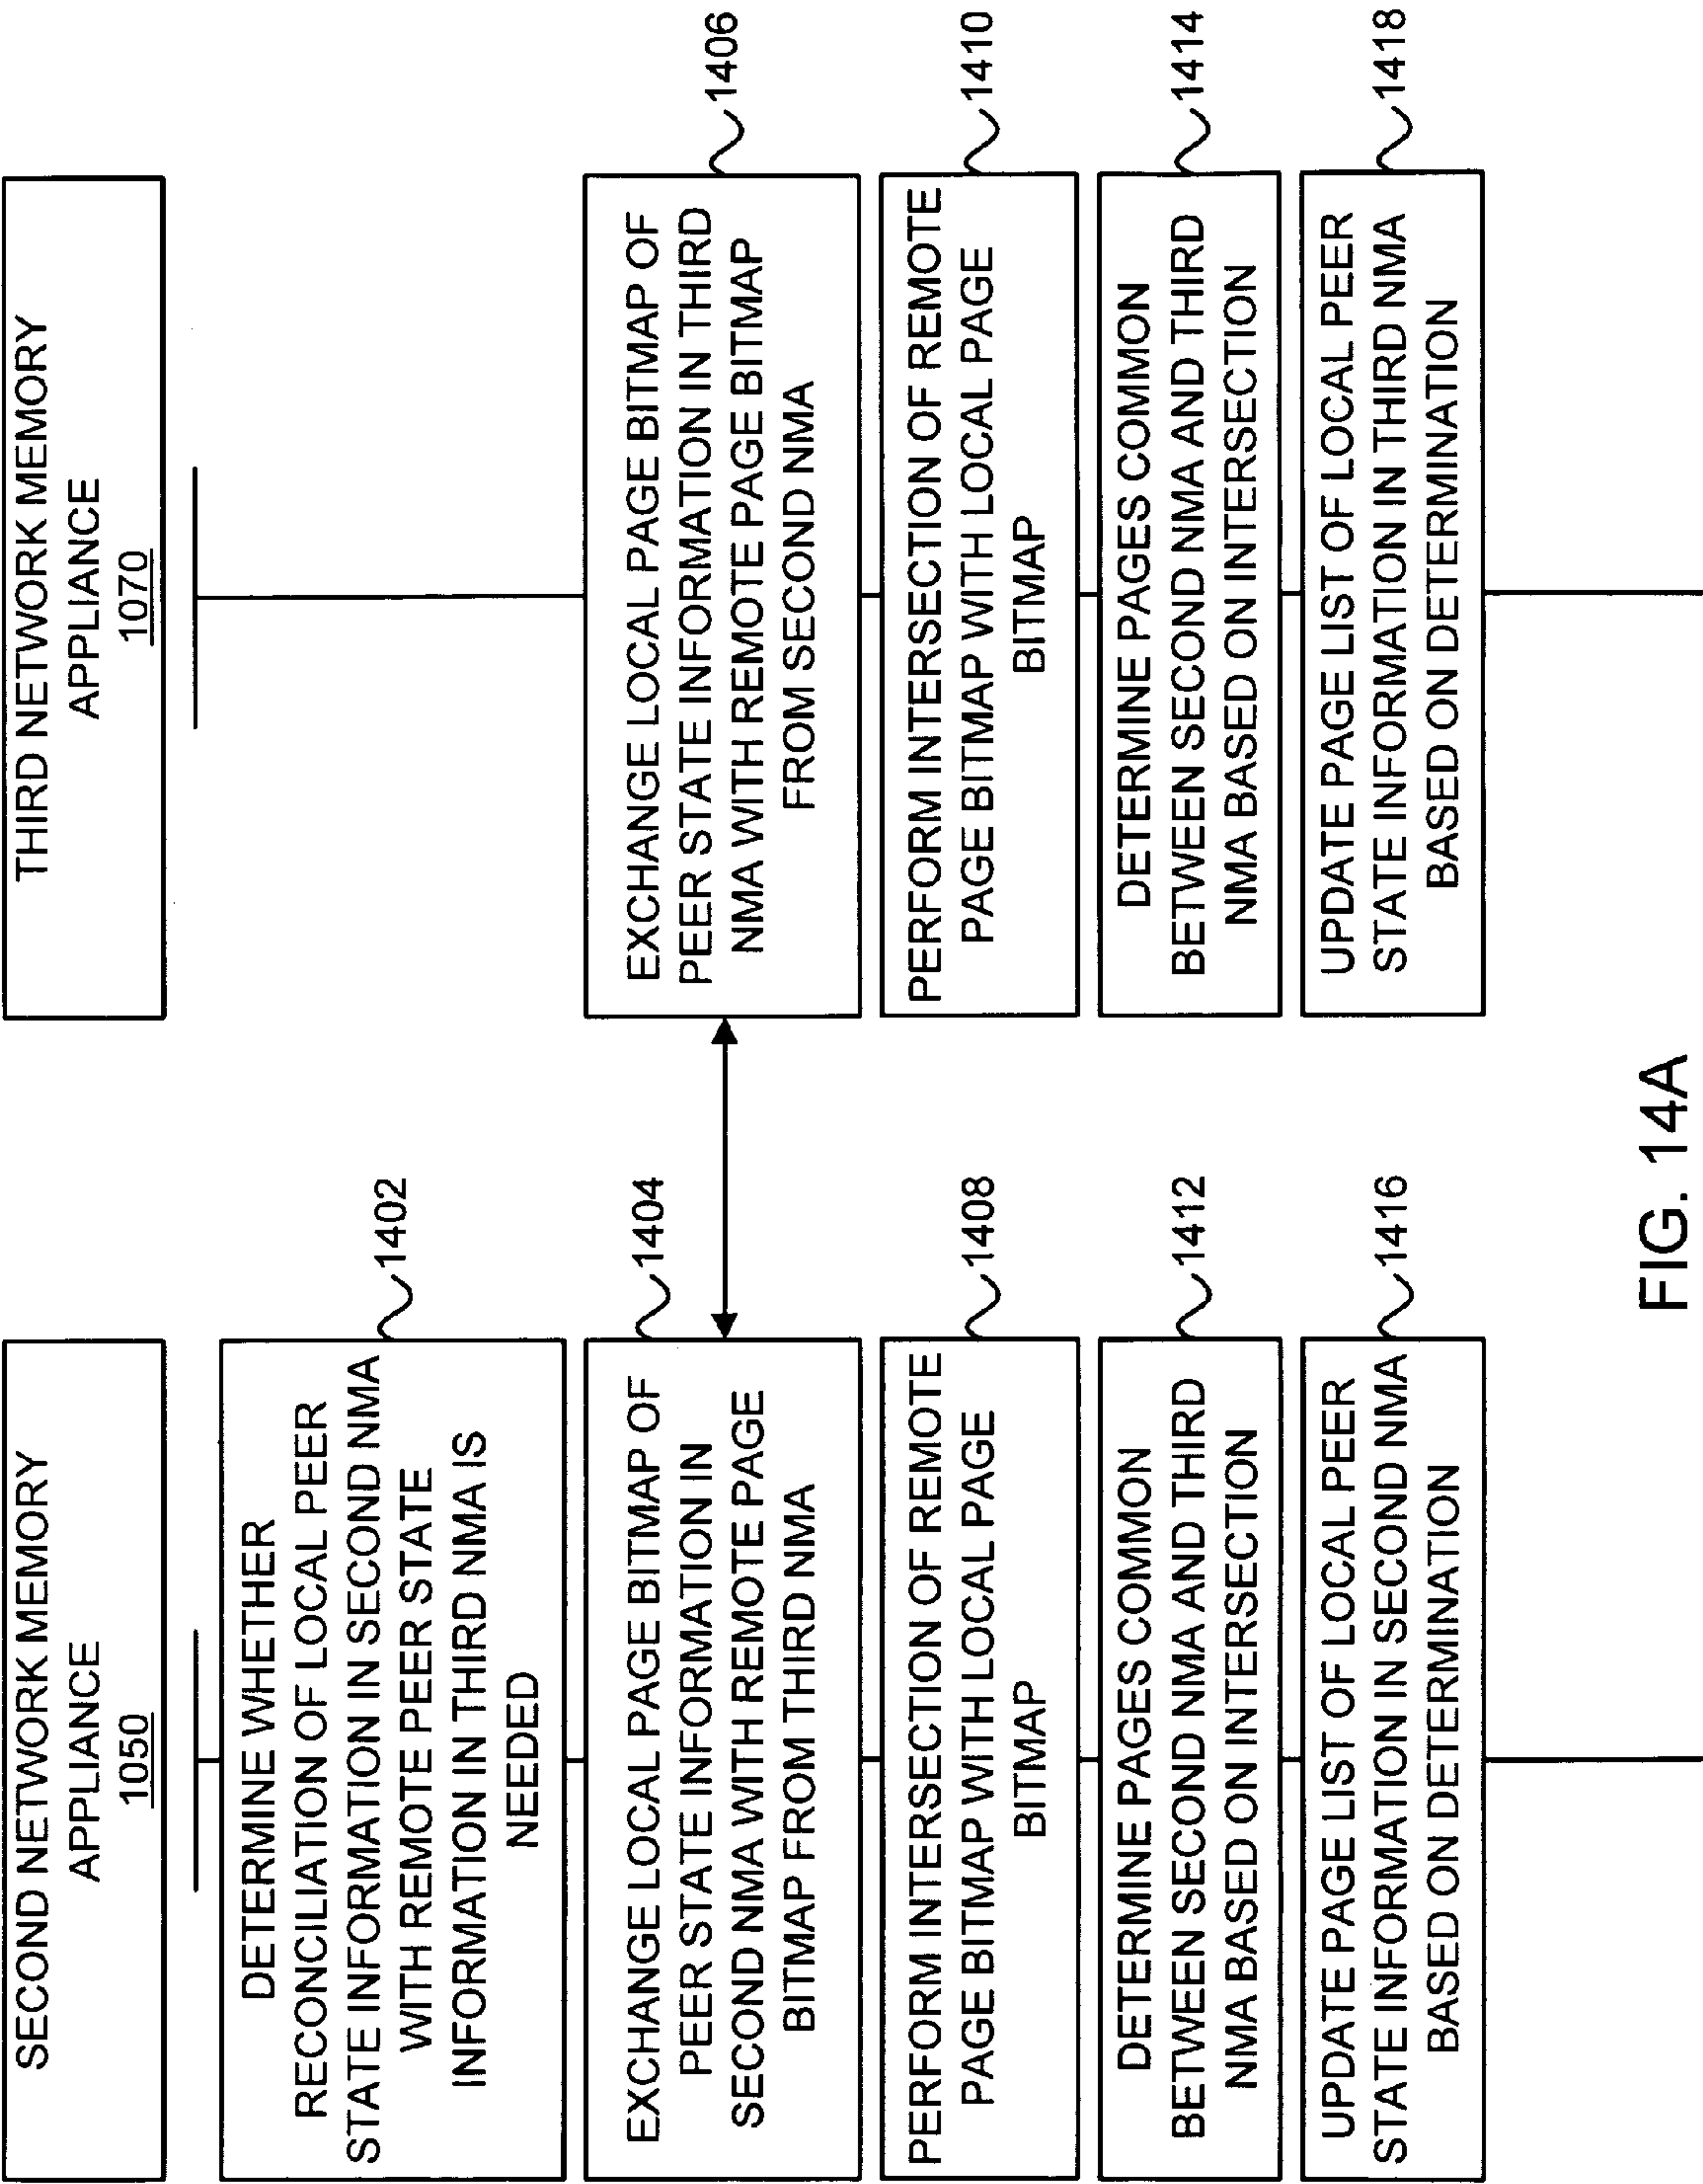 SECOND NETWORK MEMORY
APPLIANCE
1050
DETERMINE WHETHER
RECONCILIATION OF LOCAL PEER
STATE INFORMATION IN SECOND NMA
WITH REMOTE PEER STATE
INFORMATION IN THIRD NMA IS
NEEDED
1402
EXCHANGE LOCAL PAGE BITMAP OF
PEER STATE INFORMATION IN
SECOND NMA WITH REMOTE PAGE
BITMAP FROM THIRD NMA
1404
PERFORM INTERSECTION OF REMOTE
PAGE BITMAP WITH LOCAL PAGE
BITMAP
1408
DETERMINE PAGES COMMON
BETWEEN SECOND NMA AND THIRD
NMA BASED ON INTERSECTION
1412
UPDATE PAGE LIST OF LOCAL PEER
STATE INFORMATION IN SECOND NMA
BASED ON DETERMINATION
1416
THIRD NETWORK MEMORY
APPLIANCE
1070
EXCHANGE LOCAL PAGE BITMAP OF
PEER STATE INFORMATION IN THIRD
NMA WITH REMOTE PAGE BITMAP
FROM SECOND NMA
1406
PERFORM INTERSECTION OF REMOTE
PAGE BITMAP WITH LOCAL PAGE
BITMAP
1410
DETERMINE PAGES COMMON
BETWEEN SECOND NMA AND THIRD
NMA BASED ON INTERSECTION
1414
UPDATE PAGE LIST OF LOCAL PEER
STATE INFORMATION IN THIRD NMA
BASED ON DETERMINATION
1418
FIG. 14A